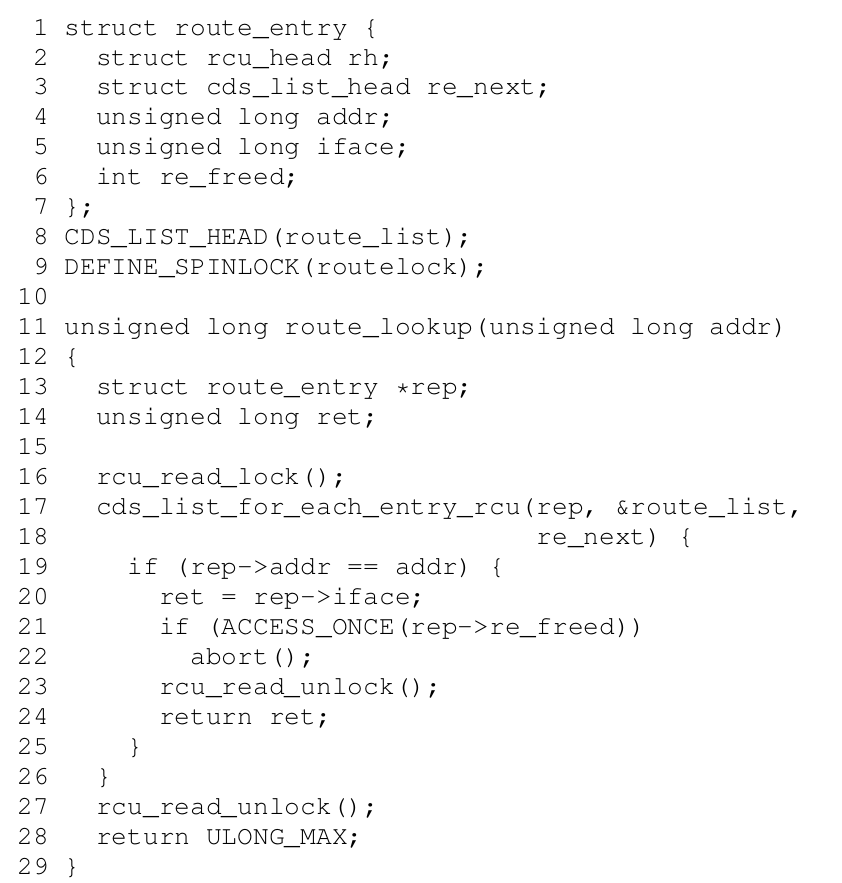 1 struct route_entry {
2   struct rcu_head rh;
3   struct cds_list_head re_next;
4   unsigned long addr;
5   unsigned long iface;
6   int re_freed;
7 };
8 CDS_LIST_HEAD(route_list);
9 DEFINE_SPINLOCK(routelock);
10
11 unsigned long route_lookup(unsigned long addr)
12 {
13   struct route_entry *rep;
14   unsigned long ret;
15
16   rcu_read_lock();
17   cds_list_for_each_entry_rcu(rep, &route_list,
18                               re_next) {
19     if (rep->addr == addr) {
20       ret = rep->iface;
21       if (ACCESS_ONCE(rep->re_freed))
22         abort();
23       rcu_read_unlock();
24       return ret;
25     }
26   }
27   rcu_read_unlock();
28   return ULONG_MAX;
29 }